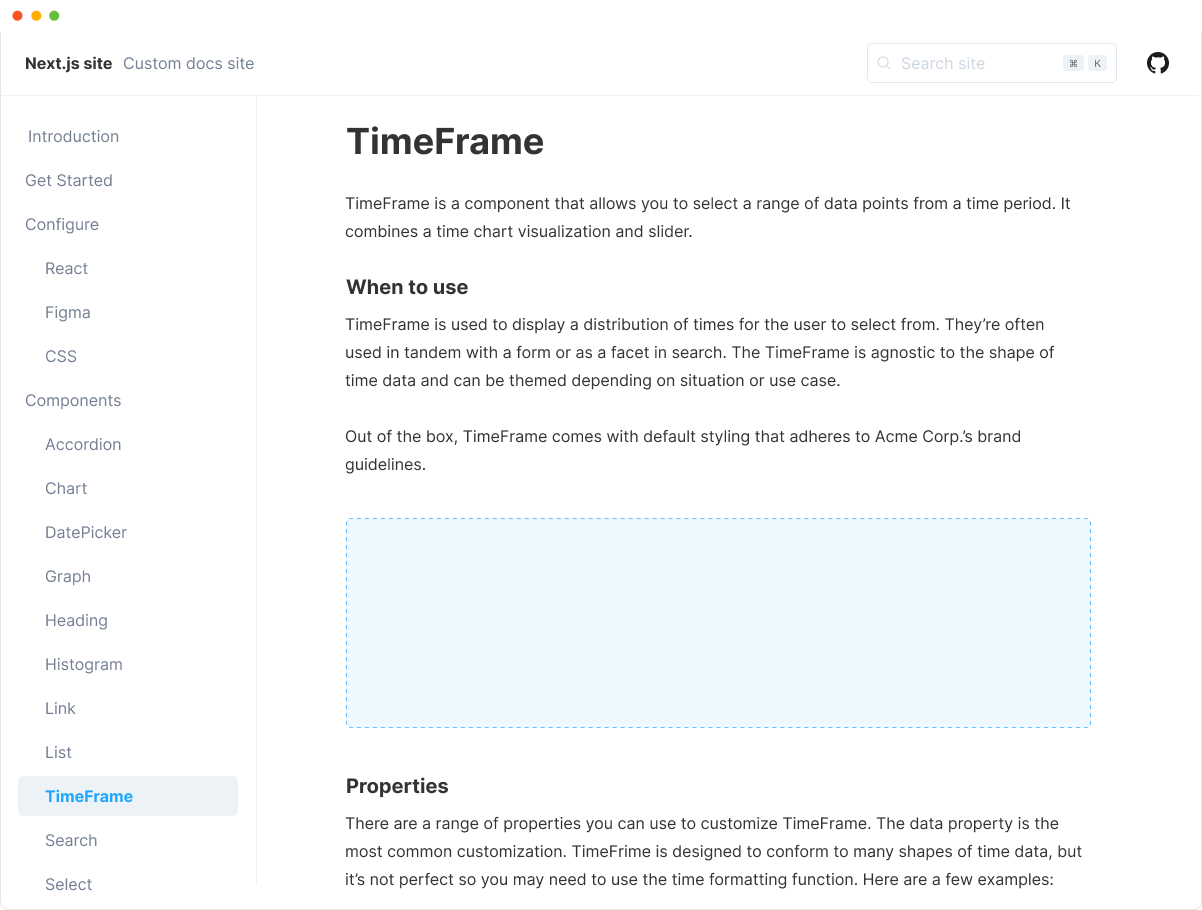 Next.js site Custom docs site
Search site ⌘ K
Introduction
Get Started
Configure
React
Figma
CSS
Components
Accordion
Chart
DatePicker
Graph
Heading
Histogram
Link
List
TimeFrame
Search
Select
TimeFrame
TimeFrame is a component that allows you to select a range of data points from a time period. It
combines a time chart visualization and slider.
When to use
TimeFrame is used to display a distribution of times for the user to select from. They’re often
used in tandem with a form or as a facet in search. The TimeFrame is agnostic to the shape of
time data and can be themed depending on situation or use case.
Out of the box, TimeFrame comes with default styling that adheres to Acme Corp.’s brand
guidelines.
Properties
There are a range of properties you can use to customize TimeFrame. The data property is the
most common customization. TimeFrime is designed to conform to many shapes of time data, but
it’s not perfect so you may need to use the time formatting function. Here are a few examples: